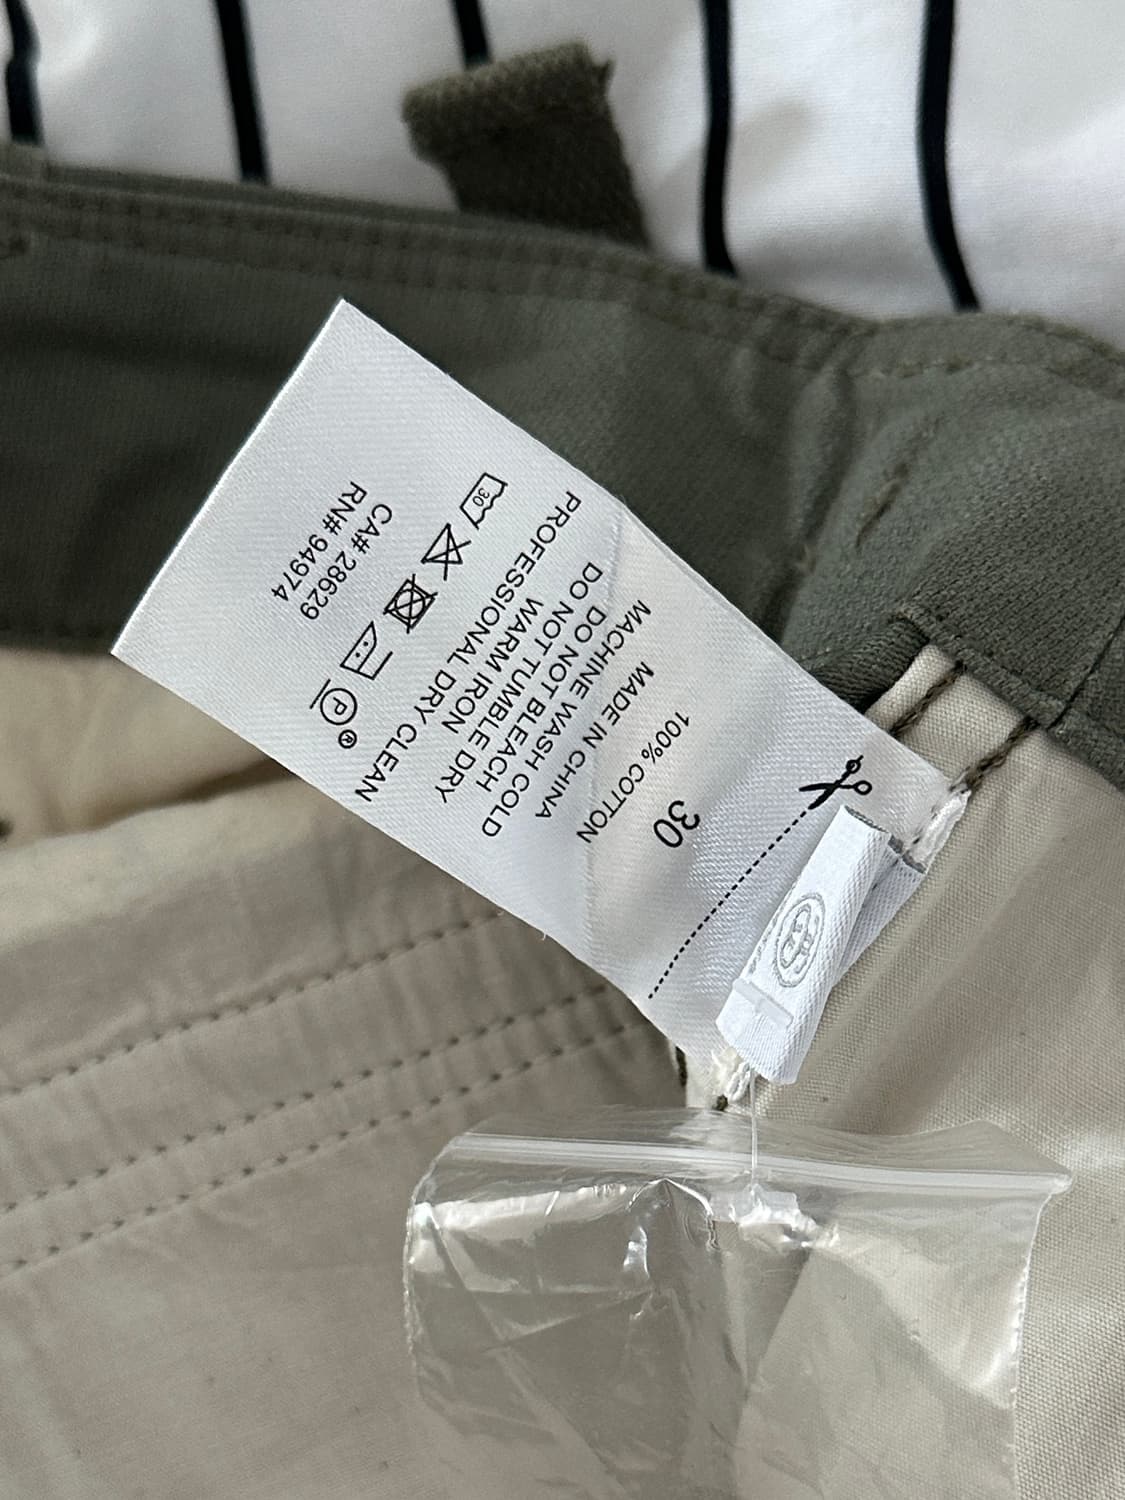 30
100% COTTON
MADE IN CHINA
MACHINE WASH COLD
DO NOT BLEACH
DO NOT TUMBLE DRY
WARM IRON
PROFESSIONAL DRY CLEAN
30
P
®
CA# 28629
RN# 94974